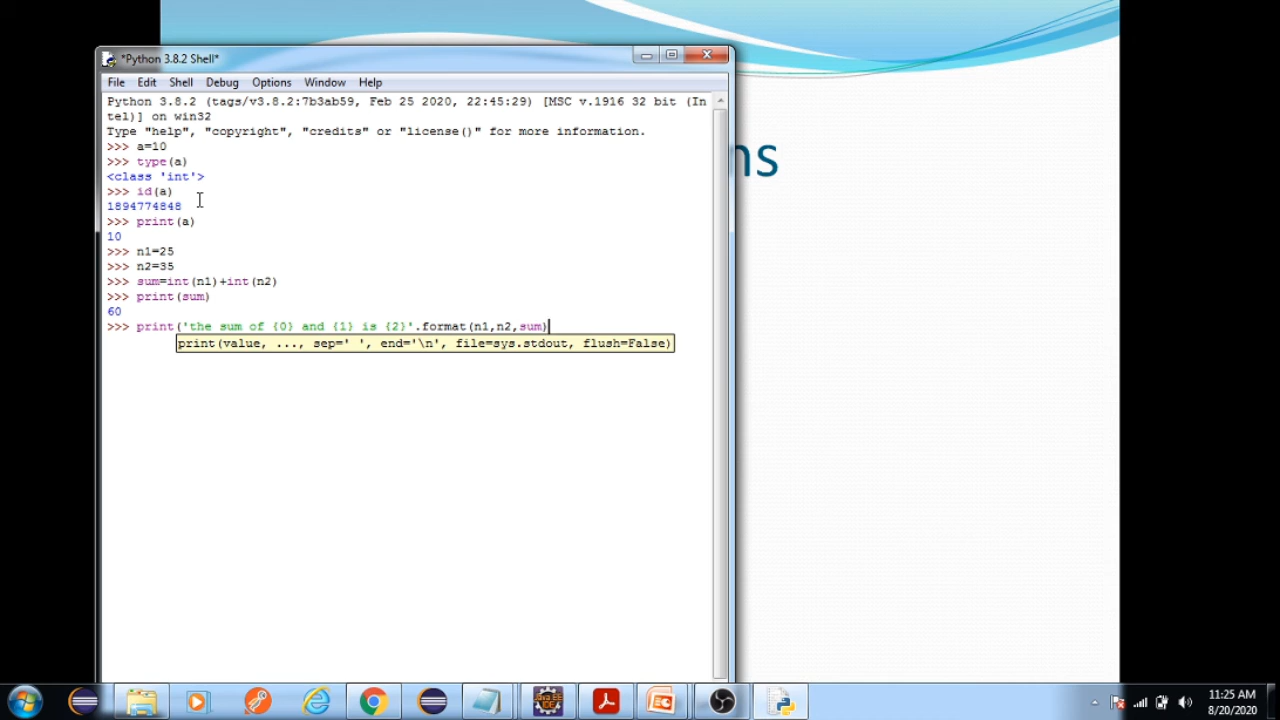 *Python 3.8.2 Shell*
File Edit Shell Debug Options Window Help
Python 3.8.2 (tags/v3.8.2:7b3ab59, Feb 25 2020, 22:45:29) [MSC v.1916 32 bit (In
tel)] on win32
Type "help", "copyright", "credits" or "license()" for more information.
>>> a=10
>>> type(a)
<class 'int'>
>>> id(a)
1894774848
>>> print(a)
10
>>> n1=25
>>> n2=35
>>> sum=int(n1)+int(n2)
>>> print(sum)
60
>>> print('the sum of {0} and {1} is {2}'.format(n1,n2,sum)
print(value, ..., sep=' ', end='\n', file=sys.stdout, flush=False)
ns
11:25 AM
8/20/2020